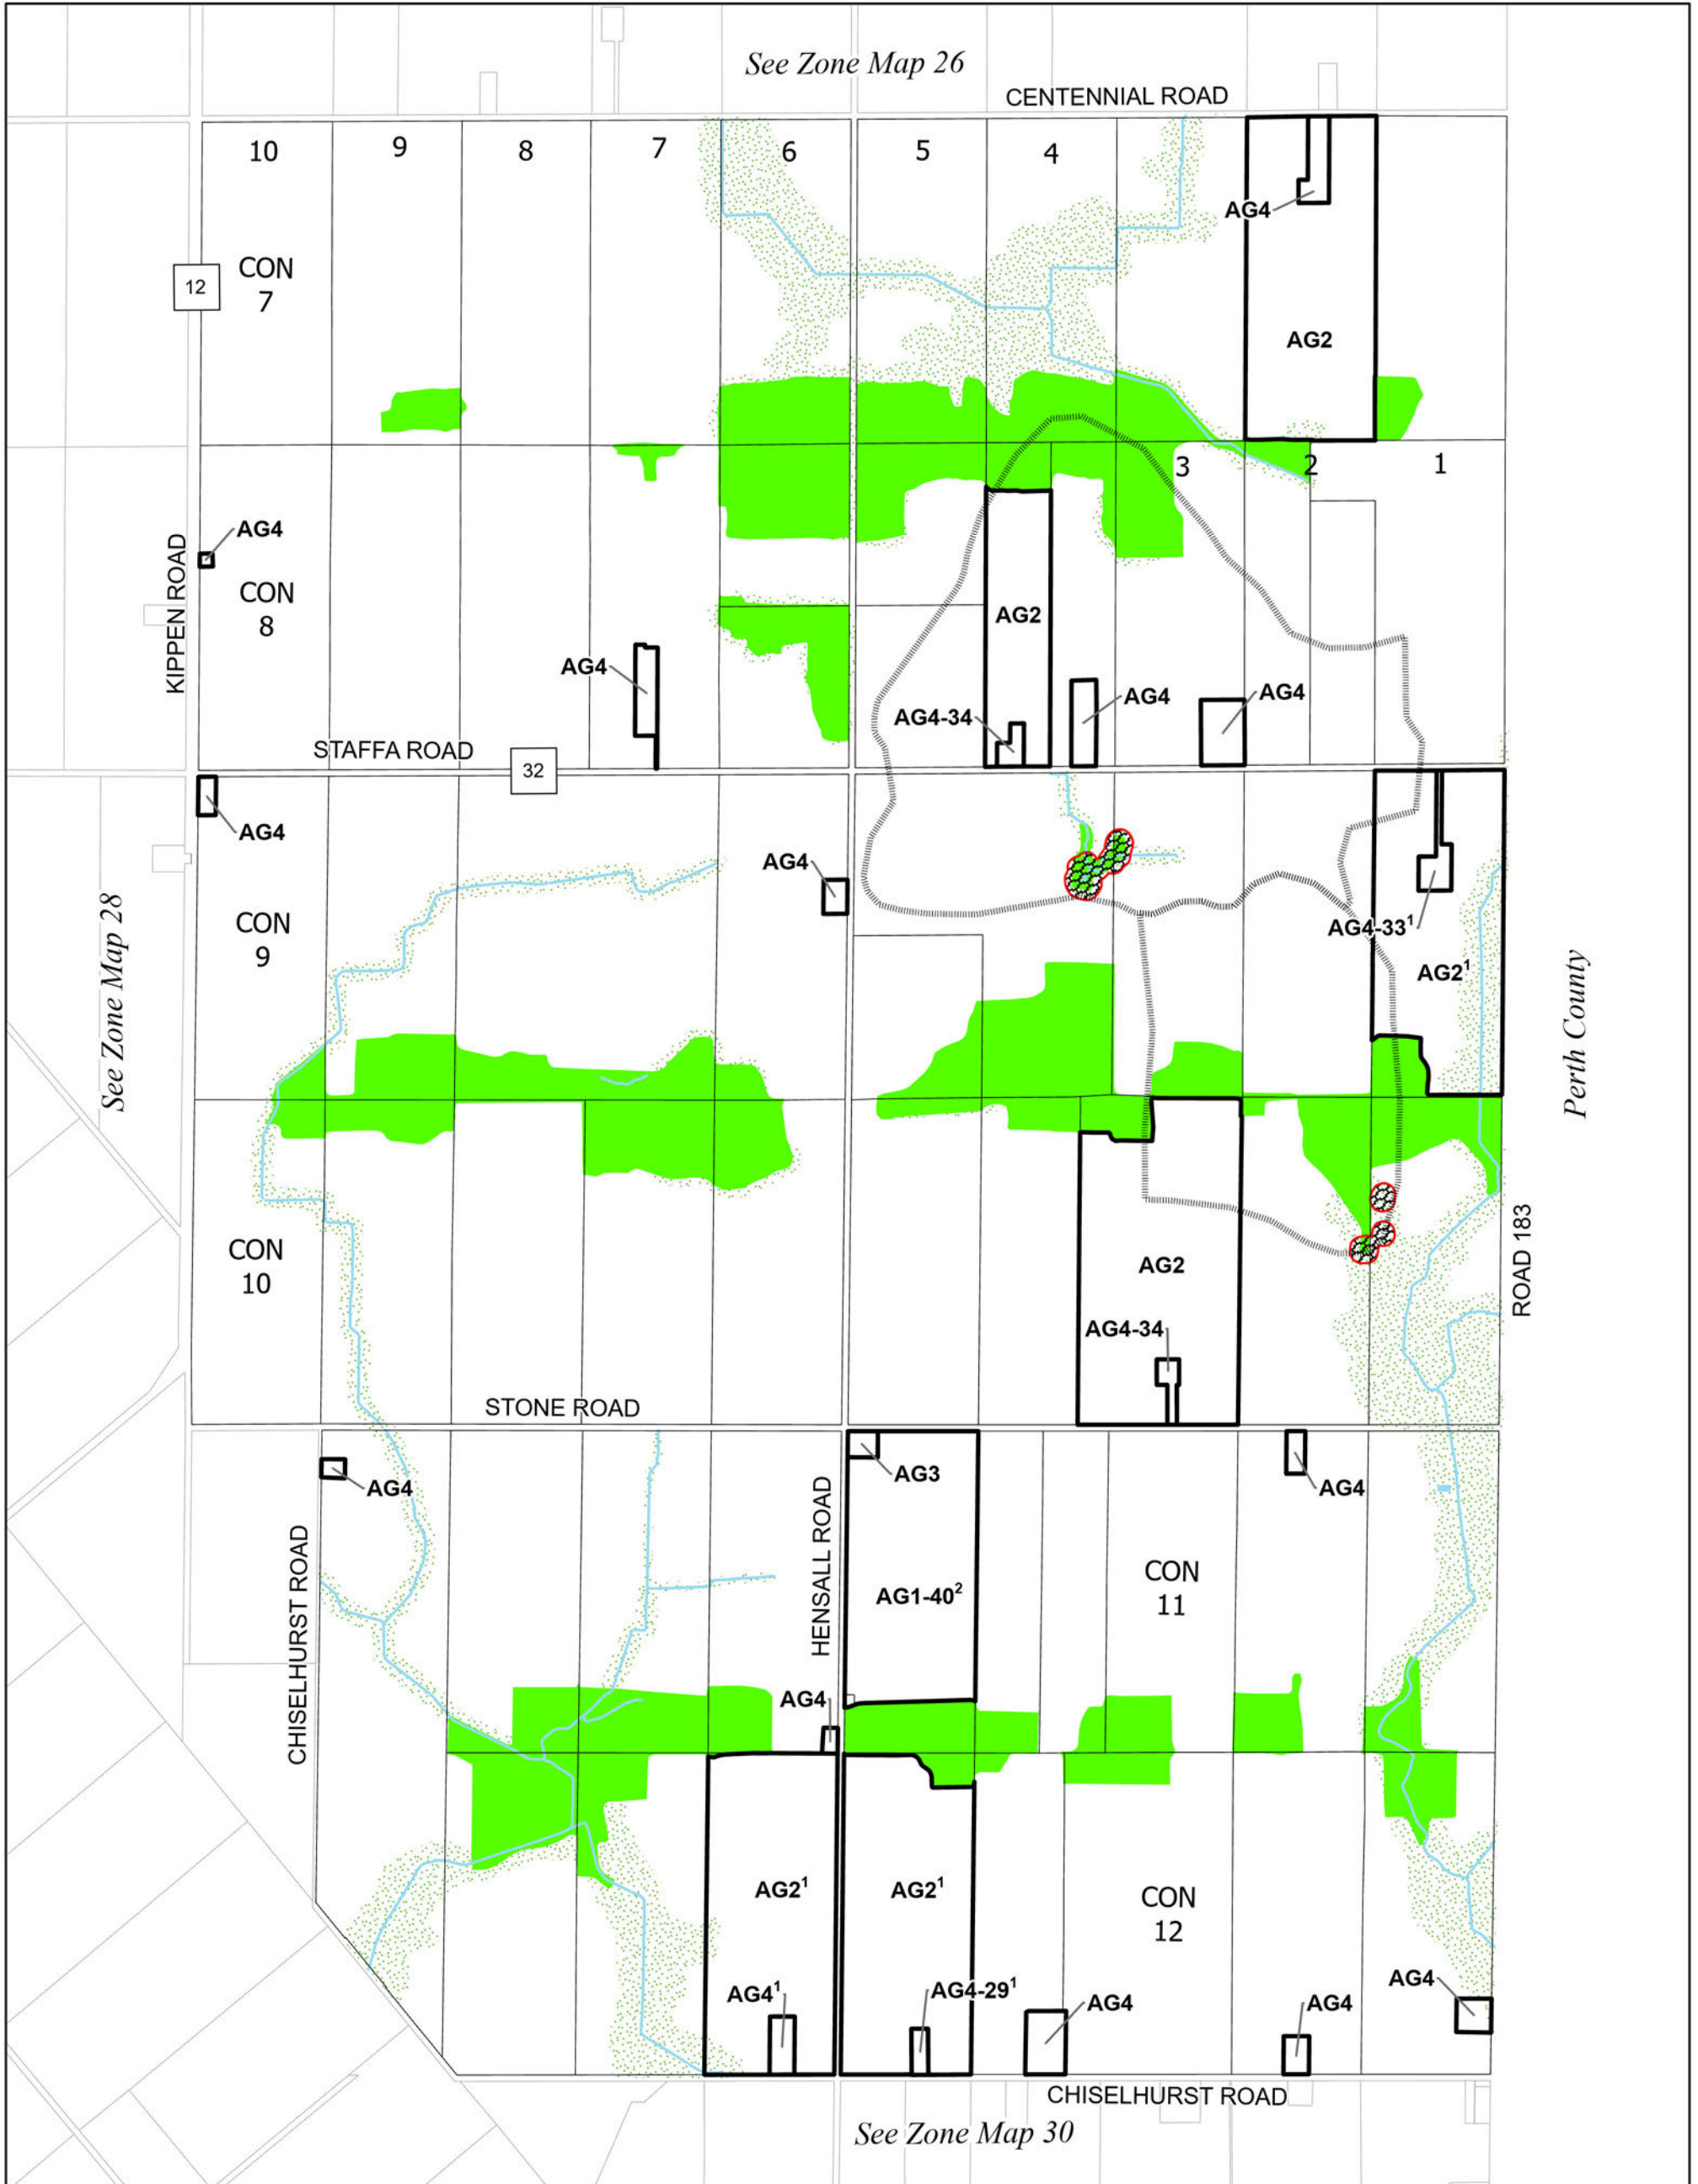 See Zone Map 26
CENTENNIAL ROAD
10
9
8
7
6
5
4
AG4
CON
7
12
AG2
3
2
1
AG4
KIPPEN ROAD
CON
8
AG2
AG4
AG4-34
AG4
AG4
STAFFA ROAD
32
AG4
AG4
See Zone Map 28
CON
9
AG4-33¹
AG2¹
Perth County
CON
10
AG2
ROAD 183
AG4-34
STONE ROAD
AG3
AG4
AG4
HENSALL ROAD
CHISELHURST ROAD
AG1-40²
CON
11
AG4
AG2¹
AG2¹
CON
12
AG4¹
AG4-29¹
AG4
AG4
AG4
CHISELHURST ROAD
See Zone Map 30